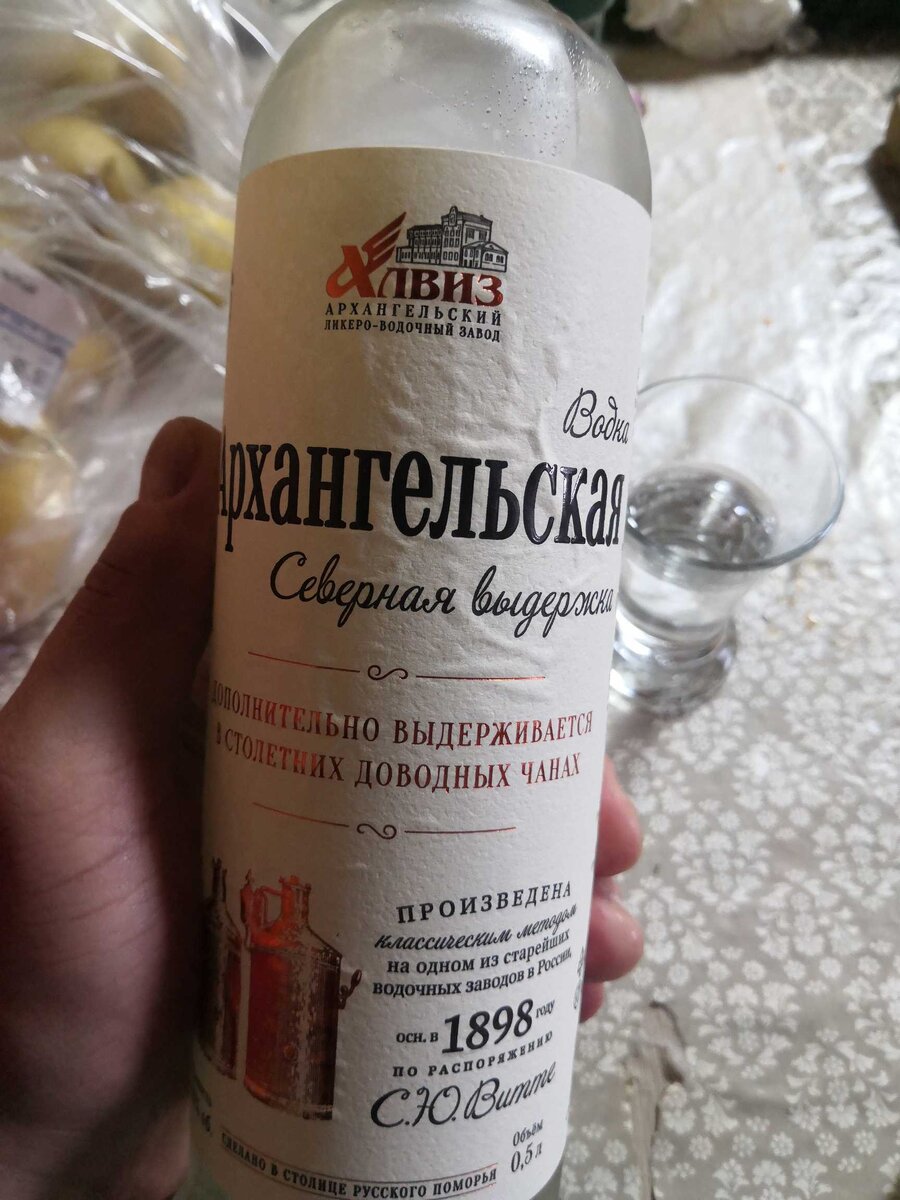 АЛВИЗ
АРХАНГЕЛЬСКИЙ
ЛИКЕРО-ВОДОЧНЫЙ ЗАВОД
Водка
Архангельская
Северная выдержка
ДОПОЛНИТЕЛЬНО ВЫДЕРЖИВАЕТСЯ
В СТОЛЕТНИХ ДОВОДНЫХ ЧАНАХ
ПРОИЗВЕДЕНА
классическим методом
на одном из старейших
водочных заводов в России,
осн. в 1898 году
ПО РАСПОРЯЖЕНИЮ
С.Ю. Витте
Объём
0,5 л
СДЕЛАНО В СТОЛИЦЕ РУССКОГО ПОМОРЬЯ